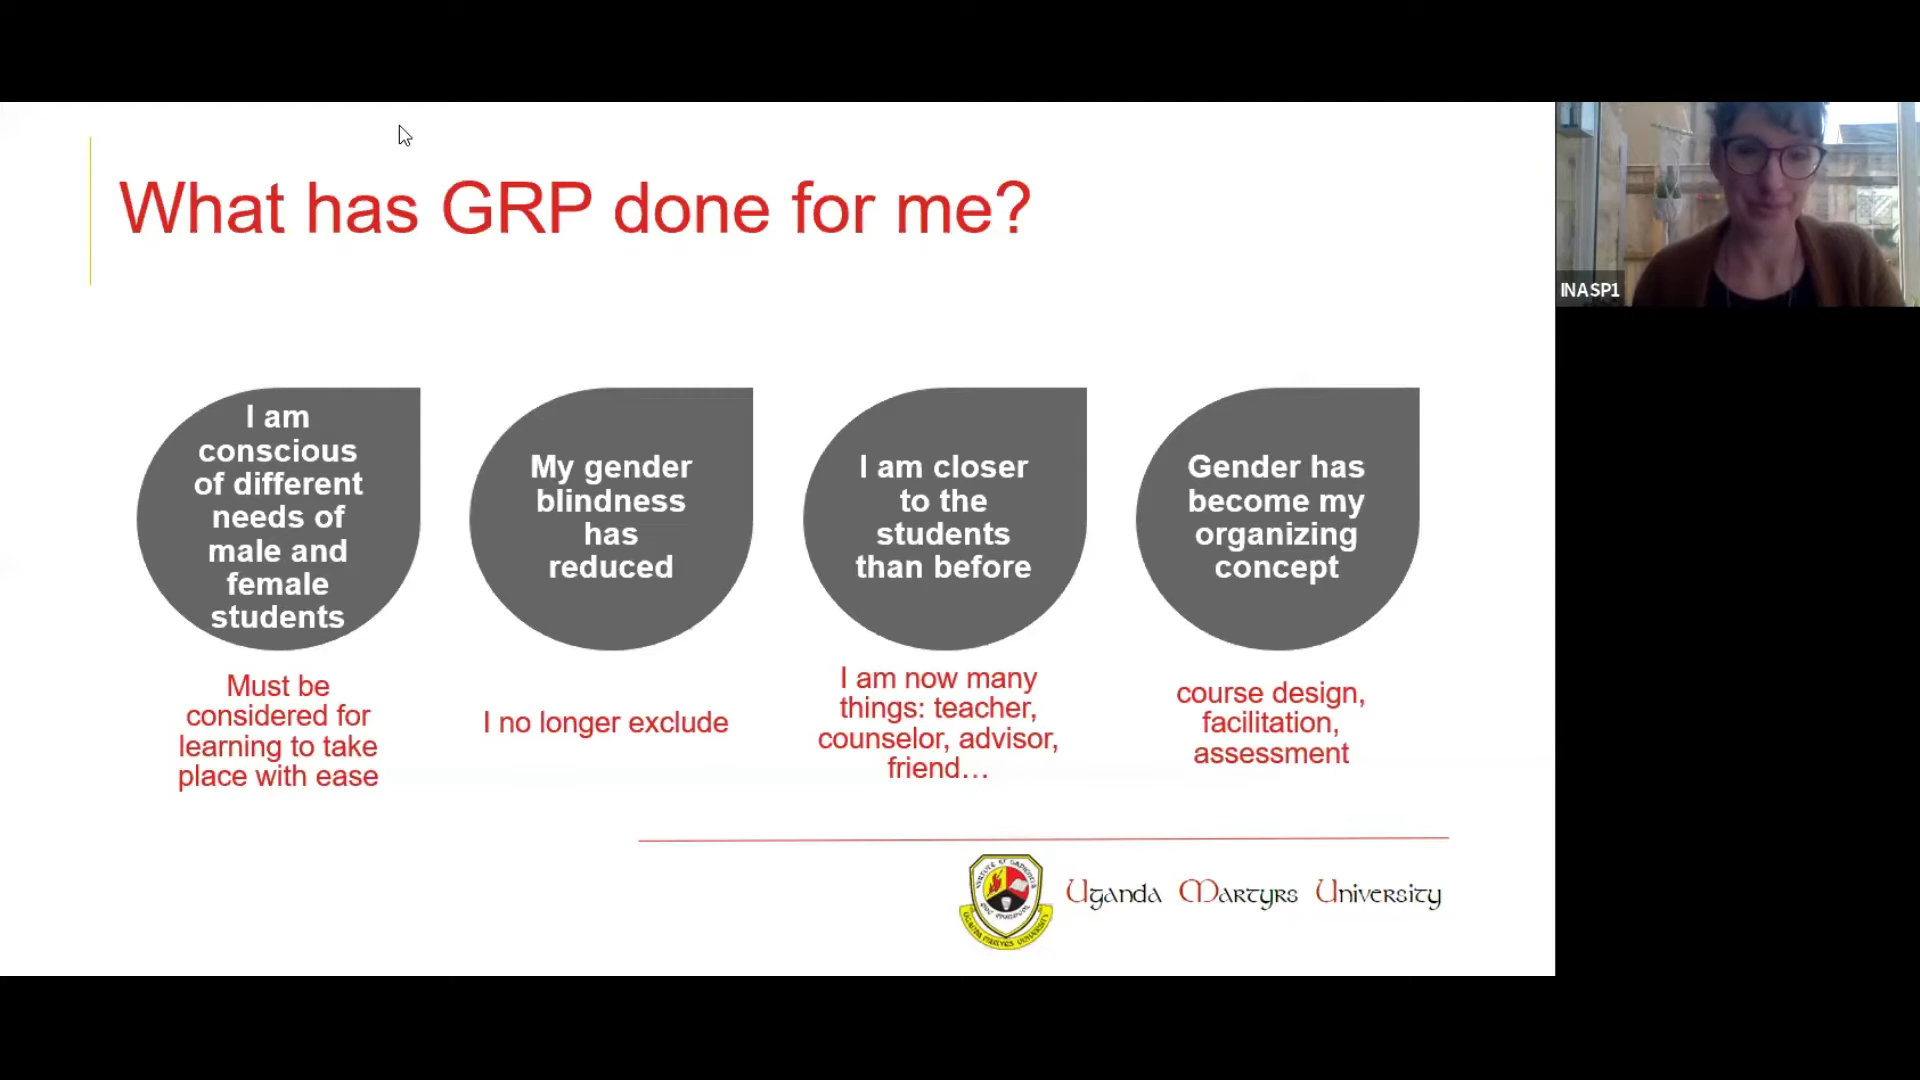 What has GRP done for me?
INASP1
I am
conscious
of different
needs of
male and
female
students
My gender
blindness
has
reduced
I am closer
to the
students
than before
Gender has
become my
organizing
concept
Must be
considered for
learning to take
place with ease
I no longer exclude
I am now many
things: teacher,
counselor, advisor,
friend…
course design,
facilitation,
assessment
Uganda Martyrs University
UGANDA MARTYRS UNIVERSITY